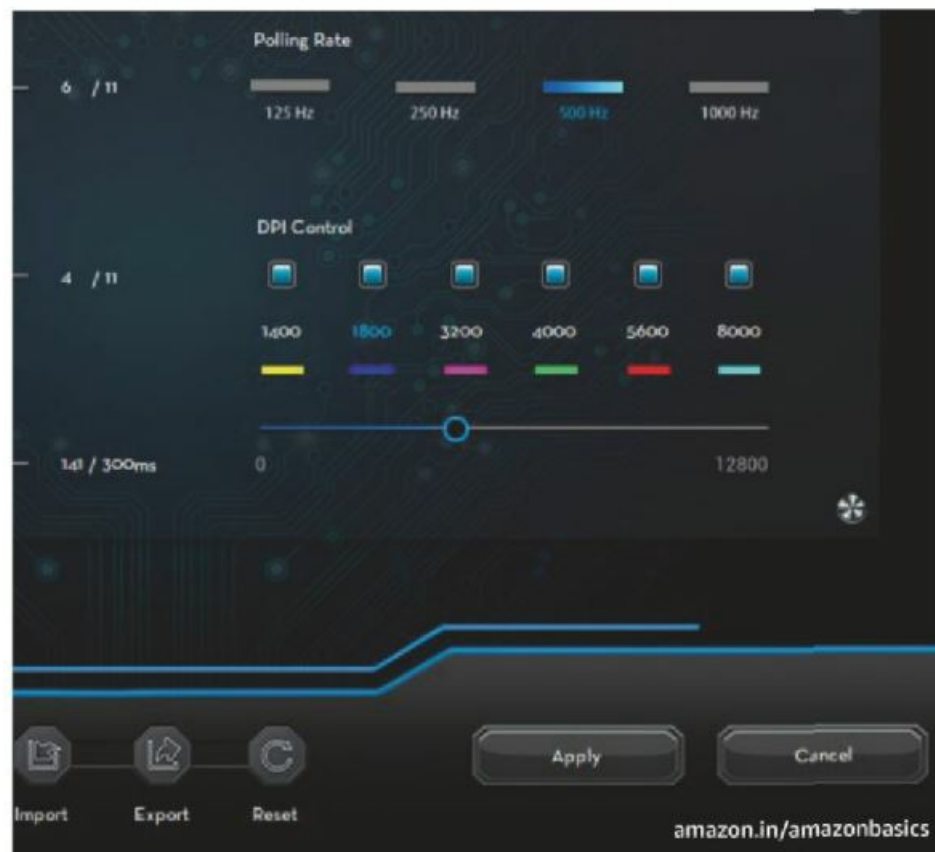 Polling Rate
6 / 11
125 Hz 250 Hz 500 Hz 1000 Hz
DPI Control
4 / 11
1400 1800 3200 4000 5600 8000
141 / 300ms
0 12800
Apply Cancel
Import Export Reset
amazon.in/amazonbasics